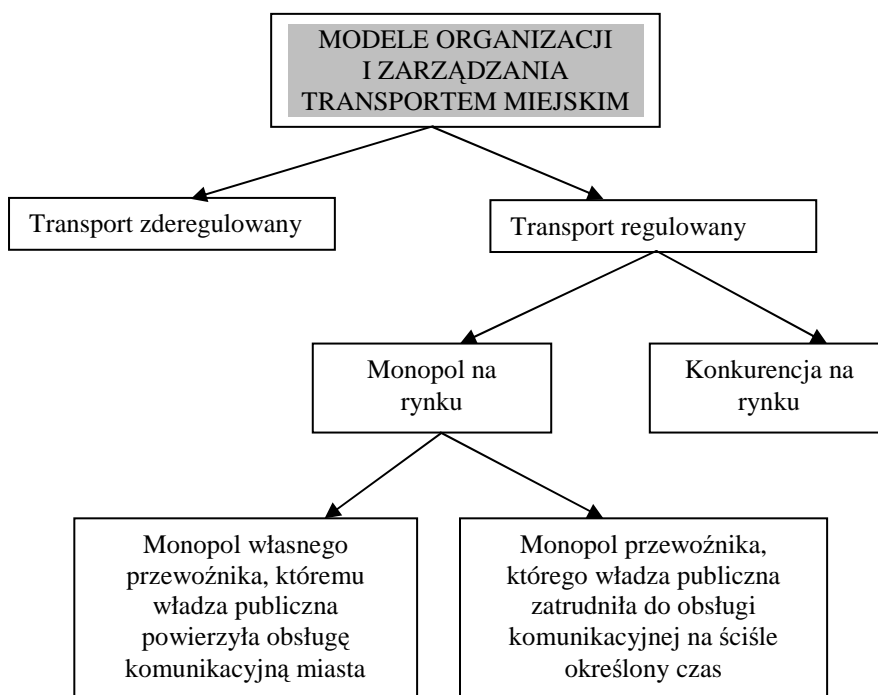 MODELE ORGANIZACJI
I ZARZĄDZANIA
TRANSPORTEM MIEJSKIM
Transport zderegulowany
Transport regulowany
Monopol na
rynku
Konkurencja na
rynku
Monopol własnego
przewoźnika, któremu
władza publiczna
powierzyła obsługę
komunikacyjną miasta
Monopol przewoźnika,
którego władza publiczna
zatrudniła do obsługi
komunikacyjnej na ściśle
określony czas